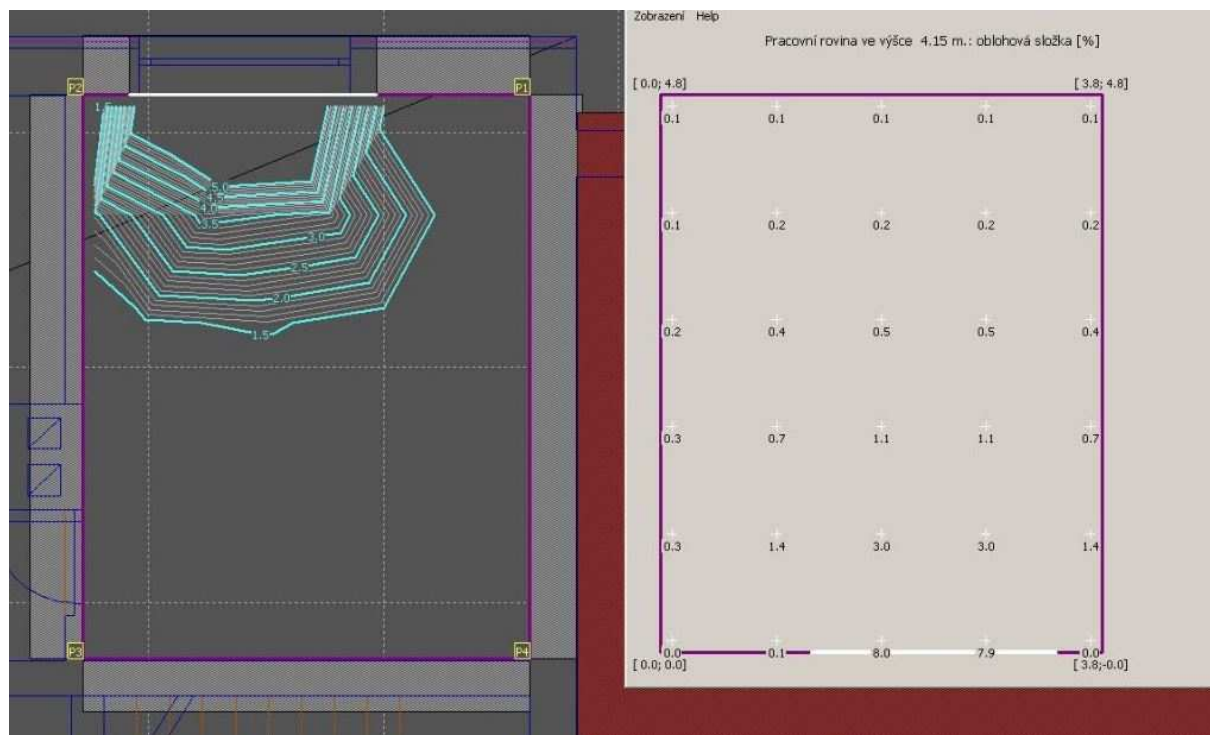 Zobrazení Help
Pracovní rovina ve výšce 4.15 m.: oblohová složka [%]
[ 0.0; 4.8] [ 3.8; 4.8]
0.1 0.1 0.1 0.1 0.1
0.1 0.2 0.2 0.2 0.2
0.2 0.4 0.5 0.5 0.4
0.3 0.7 1.1 1.1 0.7
0.3 1.4 3.0 3.0 1.4
0.0 0.1 8.0 7.9 0.0
[ 0.0; 0.0] [ 3.8;-0.0]
P2 P1
1.5
5.0
3.5
3.0
2.5
2.0
1.5
P3 P4